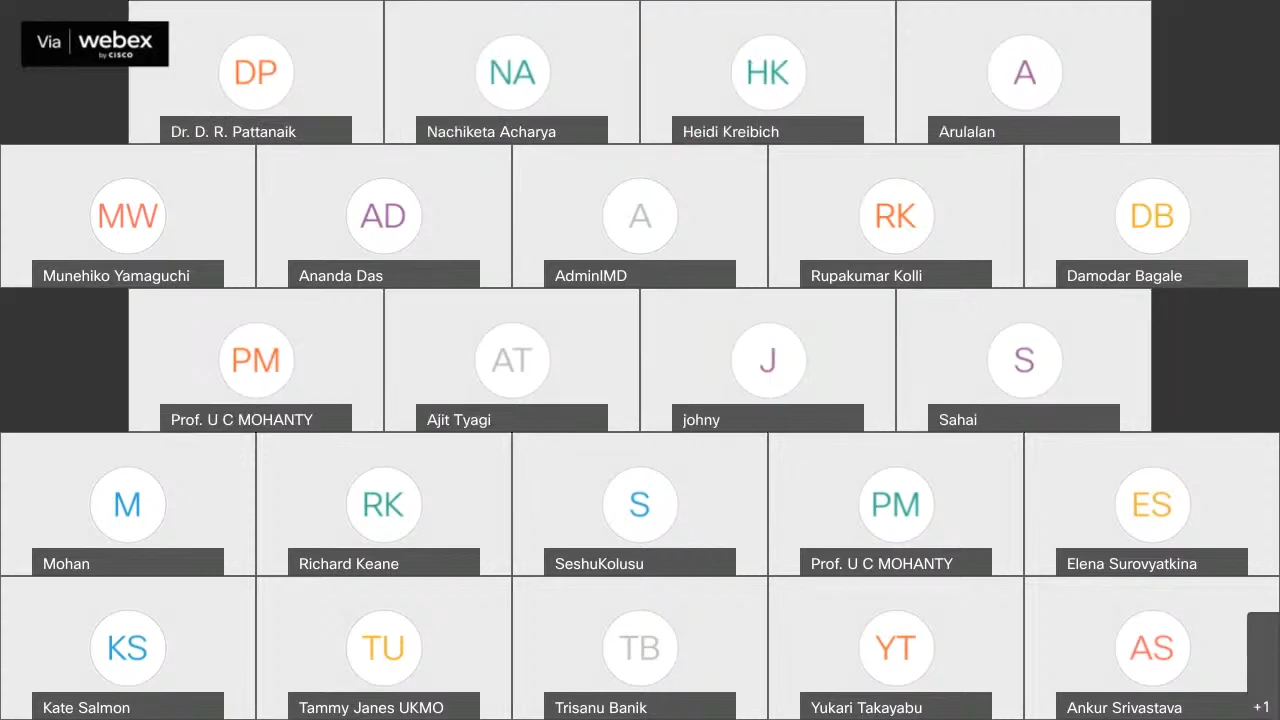 Via webex
by CISCO
DP NA HK A
Dr. D. R. Pattanaik Nachiketa Acharya Heidi Kreibich Arulalan
MW AD A RK DB
Munehiko Yamaguchi Ananda Das AdminIMD Rupakumar Kolli Damodar Bagale
PM AT J S
Prof. U C MOHANTY Ajit Tyagi johny Sahai
M RK S PM ES
Mohan Richard Keane SeshuKolusu Prof. U C MOHANTY Elena Surovyatkina
KS TU TB YT AS
Kate Salmon Tammy Janes UKMO Trisanu Banik Yukari Takayabu Ankur Srivastava +1